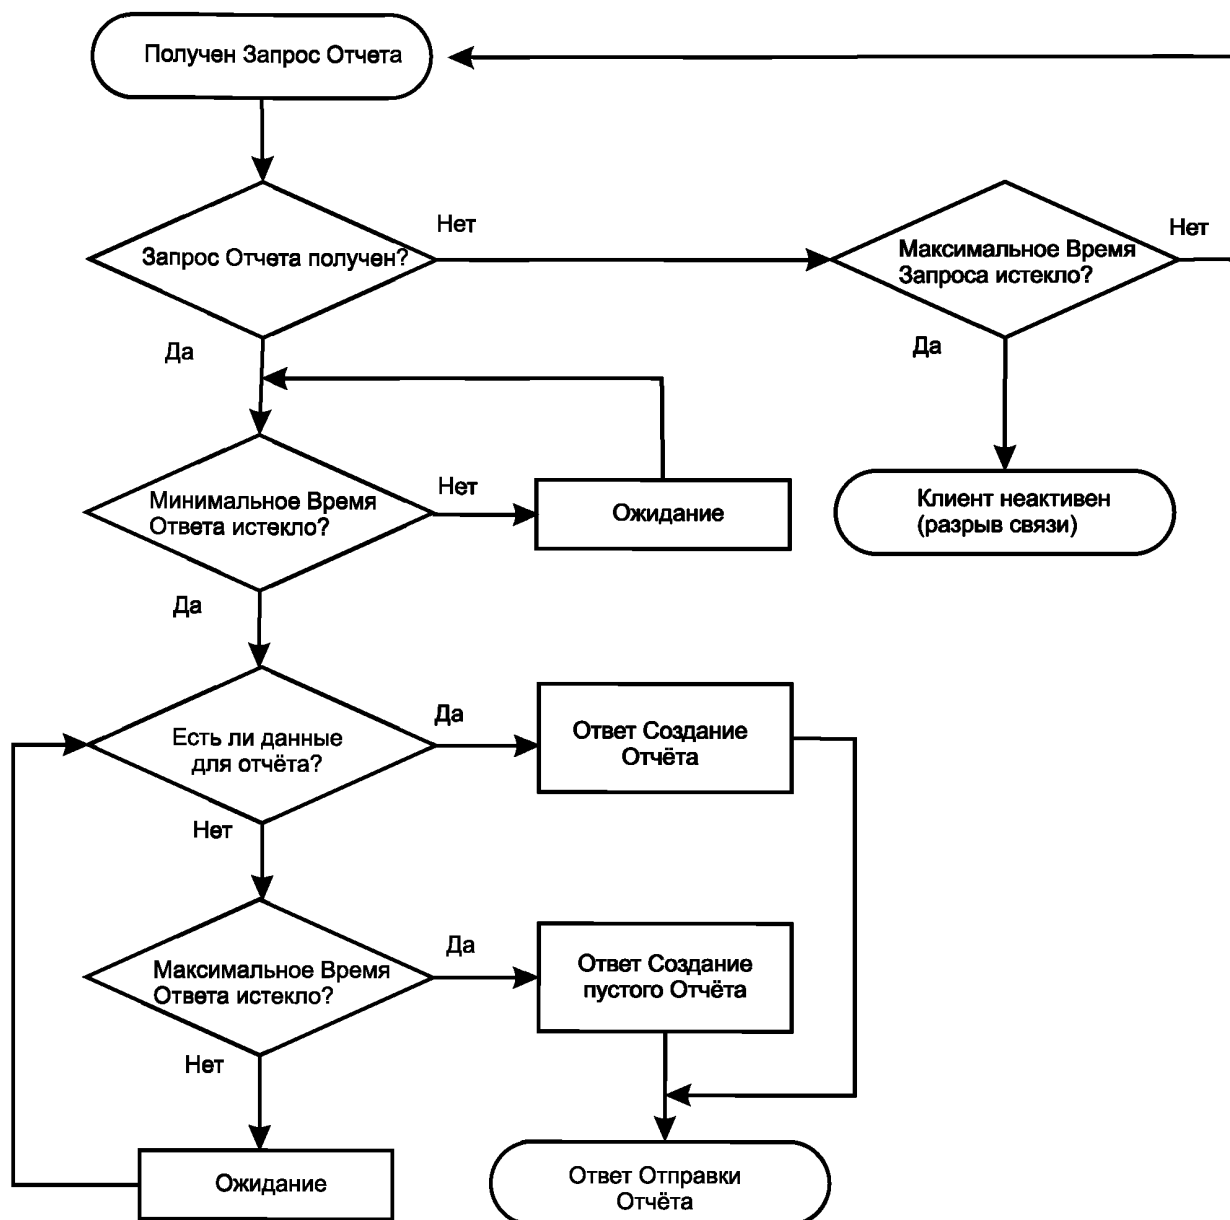 Получен Запрос Отчета
Запрос Отчета получен?
Нет
Максимальное Время
Запроса истекло?
Нет
Да
Да
Минимальное Время
Ответа истекло?
Нет
Ожидание
Клиент неактивен
(разрыв связи)
Да
Есть ли данные
для отчёта?
Да
Ответ Создание
Отчёта
Нет
Максимальное Время
Ответа истекло?
Да
Ответ Создание
пустого Отчёта
Нет
Ожидание
Ответ Отправки
Отчёта